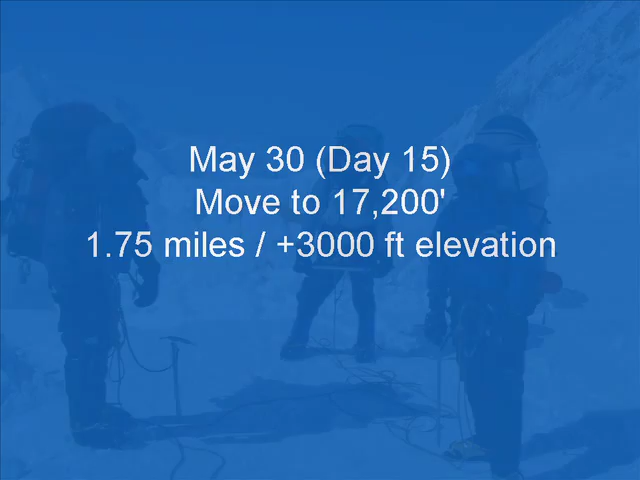 May 30 (Day 15)
Move to 17,200'
1.75 miles / +3000 ft elevation